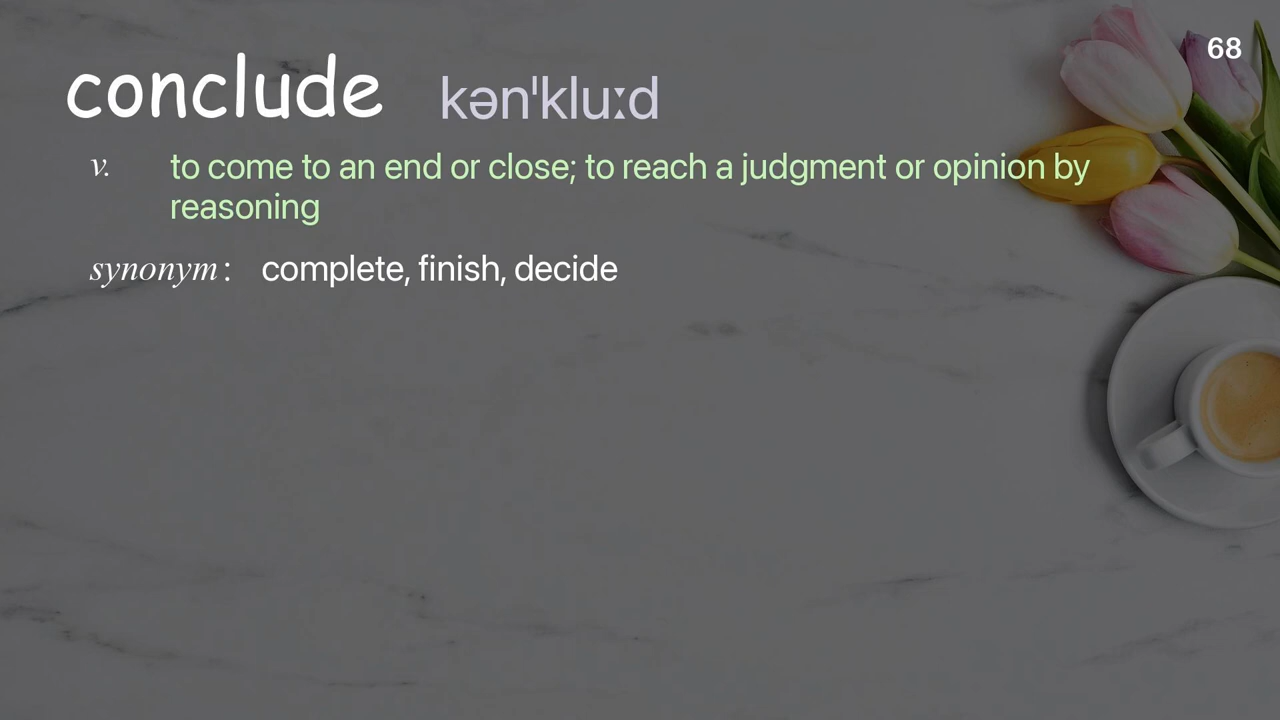 68
conclude kən'kluːd
v. to come to an end or close; to reach a judgment or opinion by
reasoning
synonym: complete, finish, decide